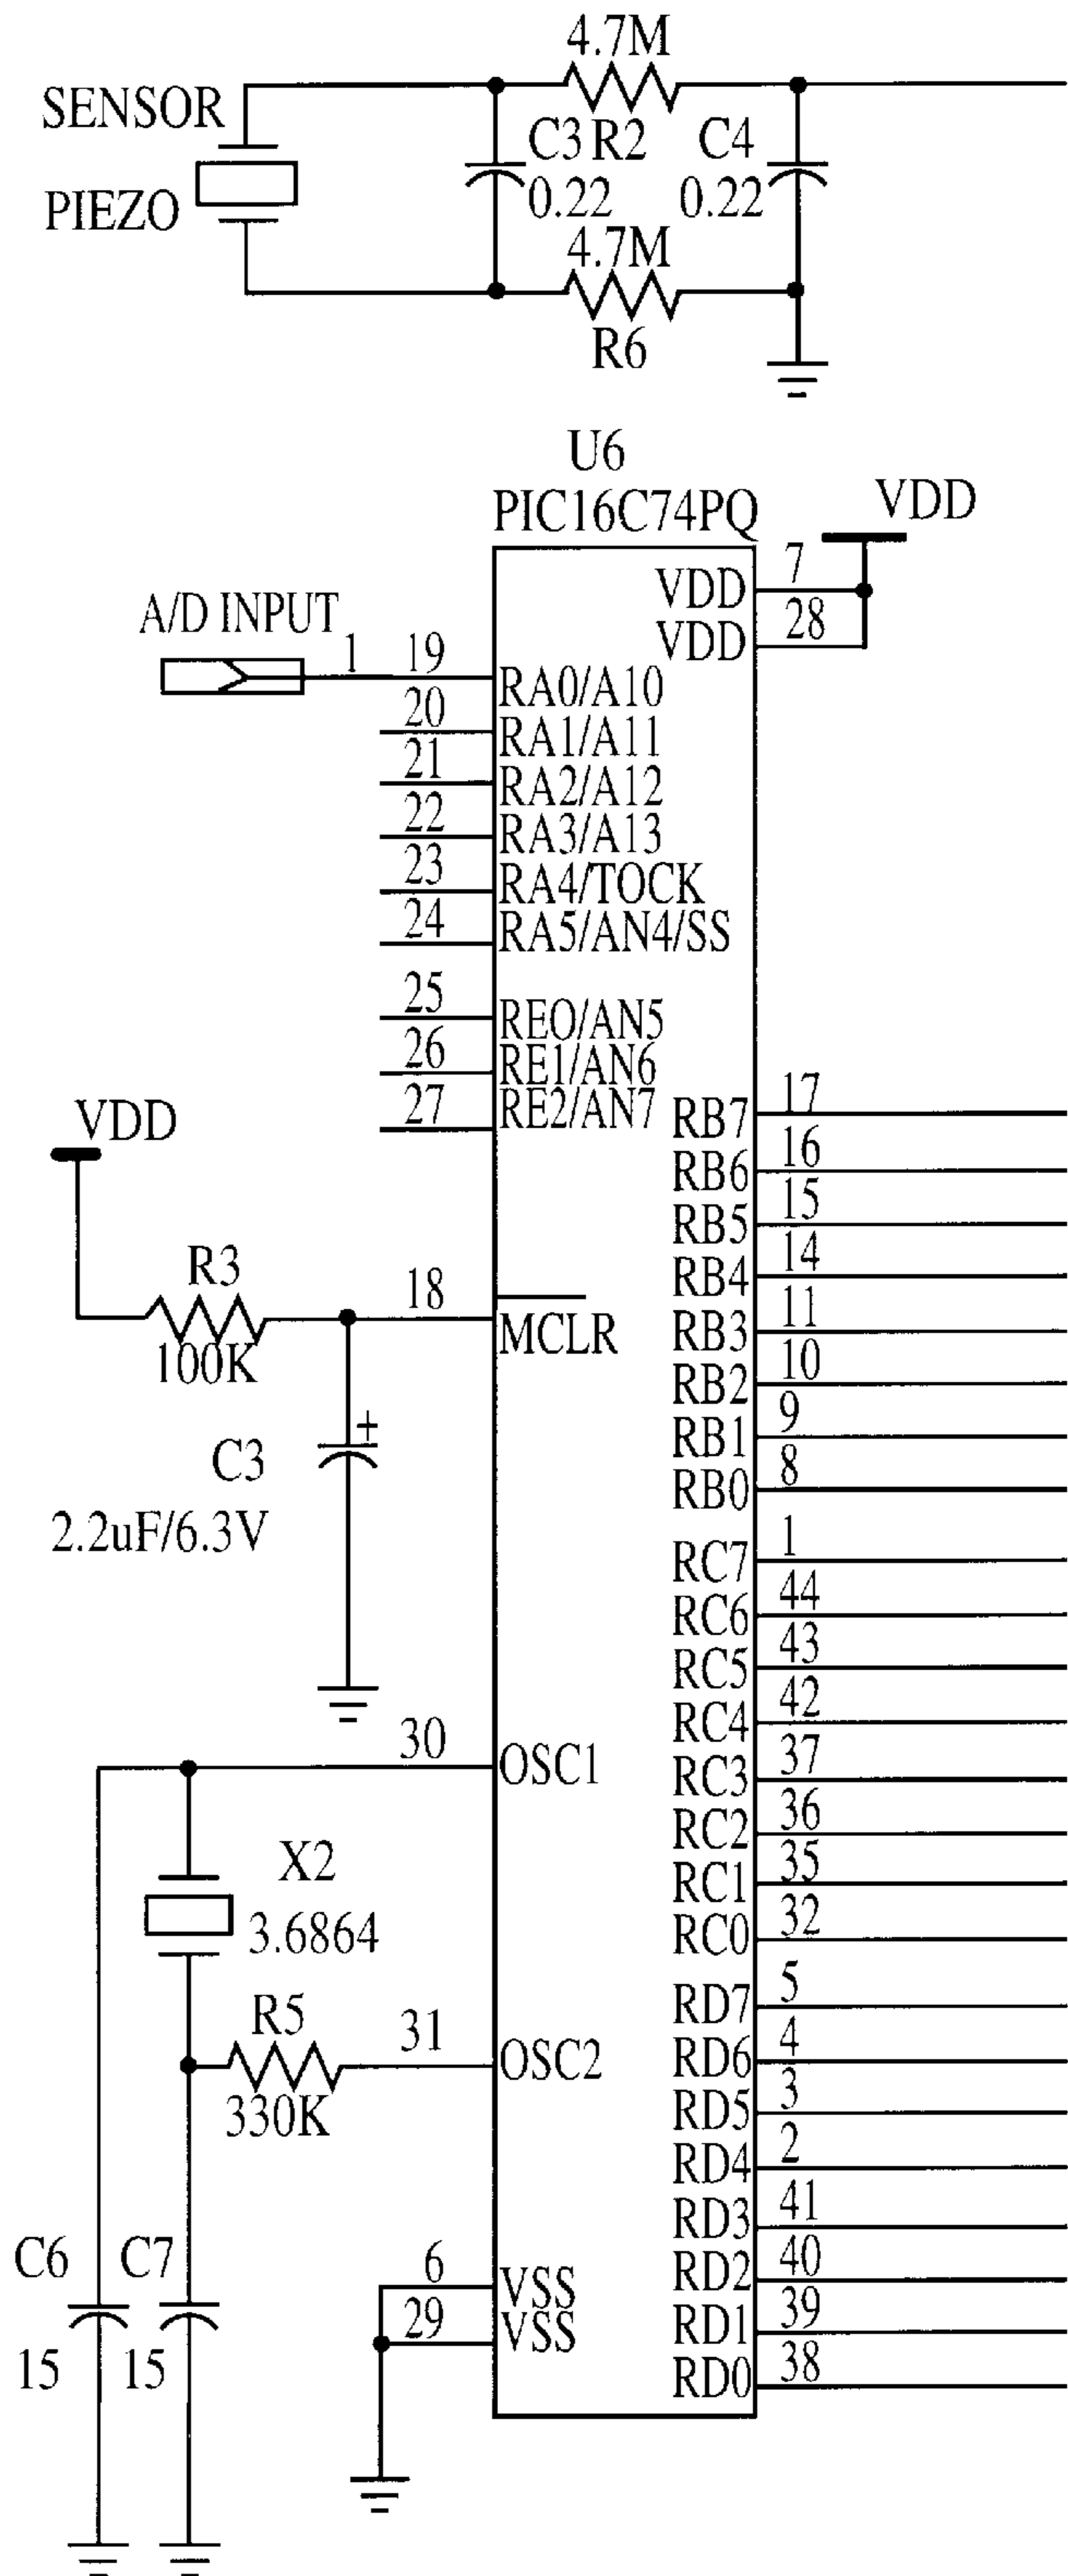 4.7M
SENSOR
C3 R2 C4
PIEZO
0.22 0.22
4.7M
R6
U6
PIC16C74PQ
VDD
7
VDD
28
VDD
A/D INPUT
1 19
RA0/A10
20
RA1/A11
21
RA2/A12
22
RA3/A13
23
RA4/TOCK
24
RA5/AN4/SS
25
REO/AN5
26
RE1/AN6
27
RE2/AN7
17
RB7
VDD
16
RB6
15
RB5
14
RB4
R3
18
MCLR
100K
11
RB3
10
RB2
9
RB1
+
C3
8
RB0
2.2uF/6.3V
1
RC7
44
RC6
43
RC5
42
RC4
30
OSC1
37
RC3
36
RC2
X2
35
RC1
3.6864
32
RC0
5
RD7
R5
31
OSC2
330K
4
RD6
3
RD5
2
RD4
41
RD3
C6 C7
6
VSS
40
RD2
29
VSS
39
RD1
15 15
38
RD0